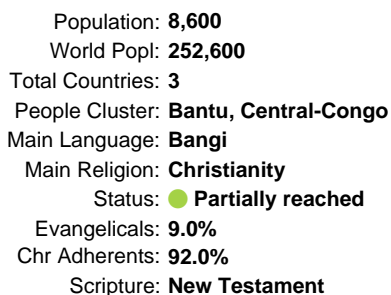 Population: 8,600
World Popl: 252,600
Total Countries: 3
People Cluster: Bantu, Central-Congo
Main Language: Bangi
Main Religion: Christianity
Status: Partially reached
Evangelicals: 9.0%
Chr Adherents: 92.0%
Scripture: New Testament